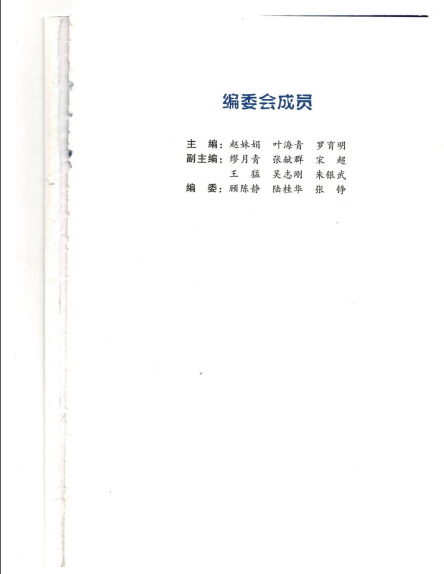 编委会成员
主 编：赵妹娟 叶海青 罗育明
副主编：缪月青 张献群 宋 超
王 猛 吴志刚 朱银武
编 委：顾陈静 陆桂华 张 铮